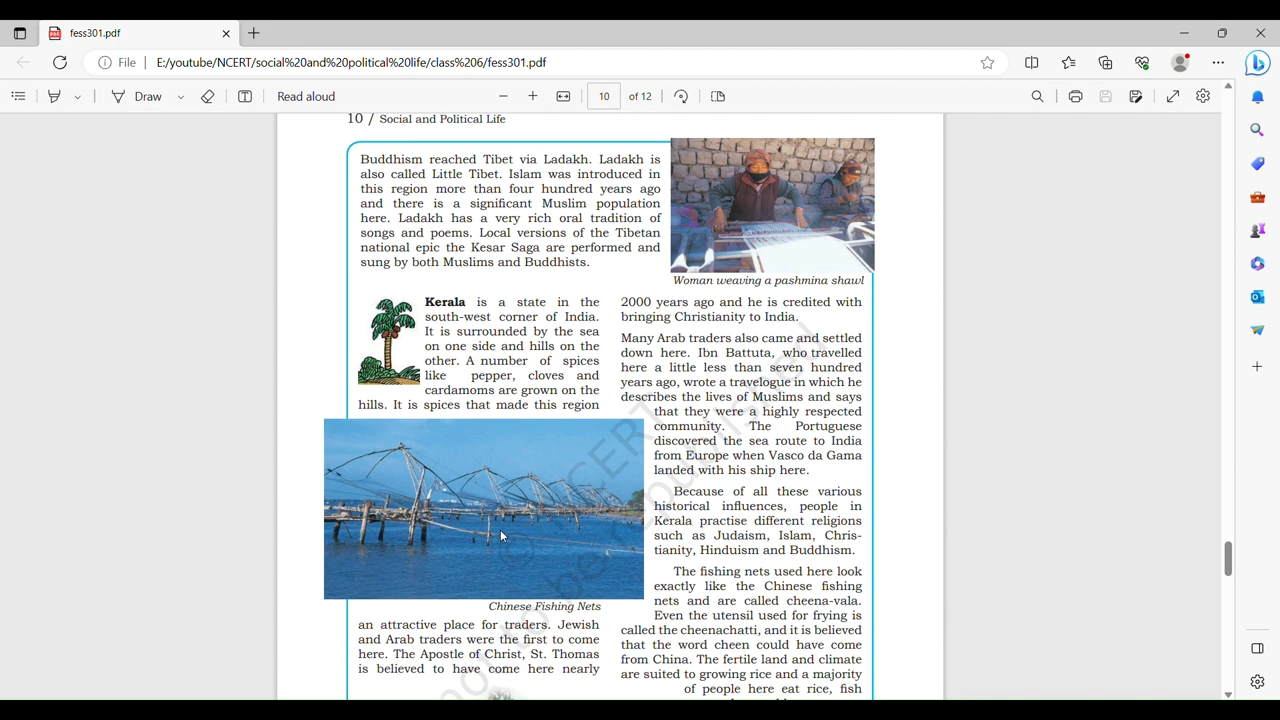 fess301.pdf
File
E:/youtube/NCERT/social%20and%20political%20life/class%206/fess301.pdf
Draw
Read aloud
10
of 12
10 / Social and Political Life
Buddhism reached Tibet via Ladakh. Ladakh is
also called Little Tibet. Islam was introduced in
this region more than four hundred years ago
and there is a significant Muslim population
here. Ladakh has a very rich oral tradition of
songs and poems. Local versions of the Tibetan
national epic the Kesar Saga are performed and
sung by both Muslims and Buddhists.
Woman weaving a pashmina shawl
Kerala is a state in the
south-west corner of India.
It is surrounded by the sea
on one side and hills on the
other. A number of spices
like pepper, cloves and
cardamoms are grown on the
hills. It is spices that made this region
Chinese Fishing Nets
an attractive place for traders. Jewish
and Arab traders were the first to come
here. The Apostle of Christ, St. Thomas
is believed to have come here nearly
2000 years ago and he is credited with
bringing Christianity to India.
Many Arab traders also came and settled
down here. Ibn Battuta, who travelled
here a little less than seven hundred
years ago, wrote a travelogue in which he
describes the lives of Muslims and says
that they were a highly respected
community. The Portuguese
discovered the sea route to India
from Europe when Vasco da Gama
landed with his ship here.
Because of all these various
historical influences, people in
Kerala practise different religions
such as Judaism, Islam, Chris-
tianity, Hinduism and Buddhism.
The fishing nets used here look
exactly like the Chinese fishing
nets and are called cheena-vala.
Even the utensil used for frying is
called the cheenachatti, and it is believed
that the word cheen could have come
from China. The fertile land and climate
are suited to growing rice and a majority
of people here eat rice, fish